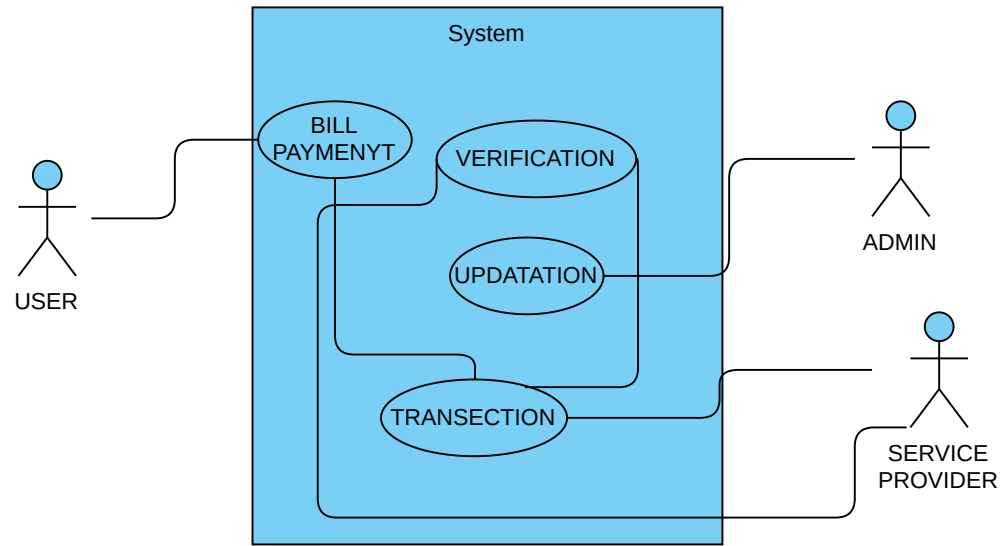 System
BILL
PAYMENYT
VERIFICATION
UPDATATION
TRANSECTION
USER
ADMIN
SERVICE
PROVIDER